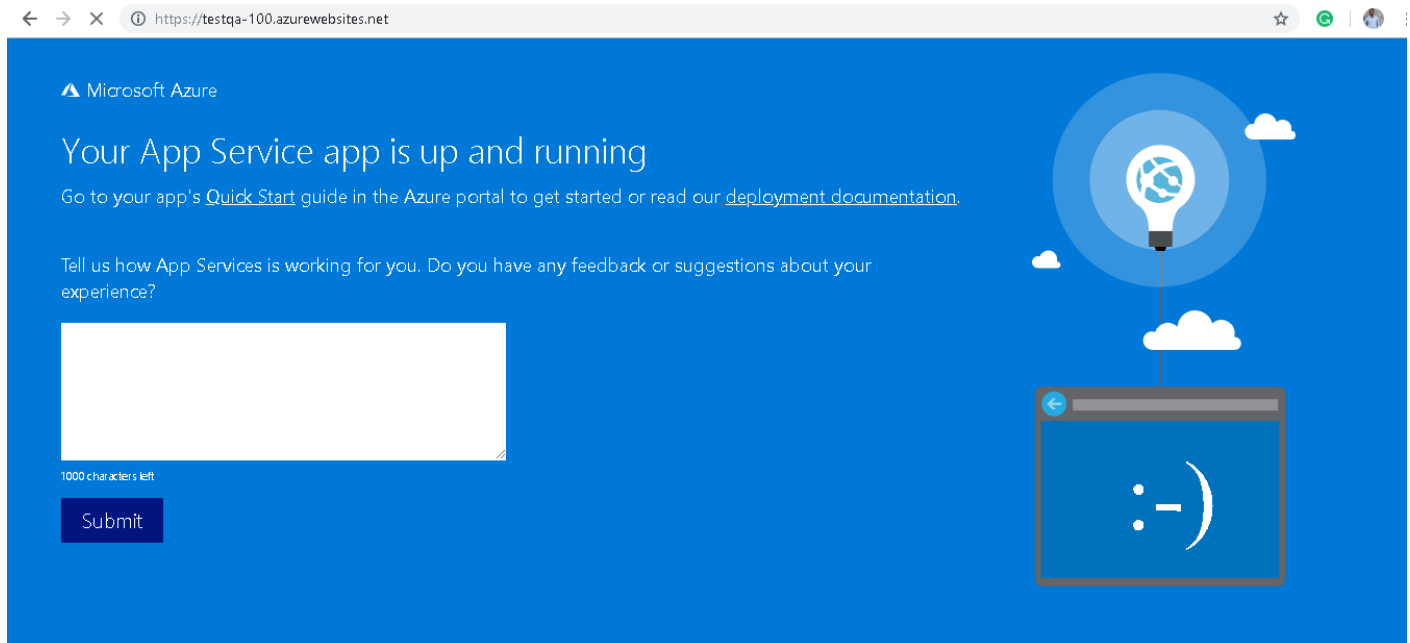 https://testqa-100.azurewebsites.net
Microsoft Azure
Your App Service app is up and running
Go to your app's Quick Start guide in the Azure portal to get started or read our deployment documentation.
Tell us how App Services is working for you. Do you have any feedback or suggestions about your
experience?
1000 characters left
Submit
:-)